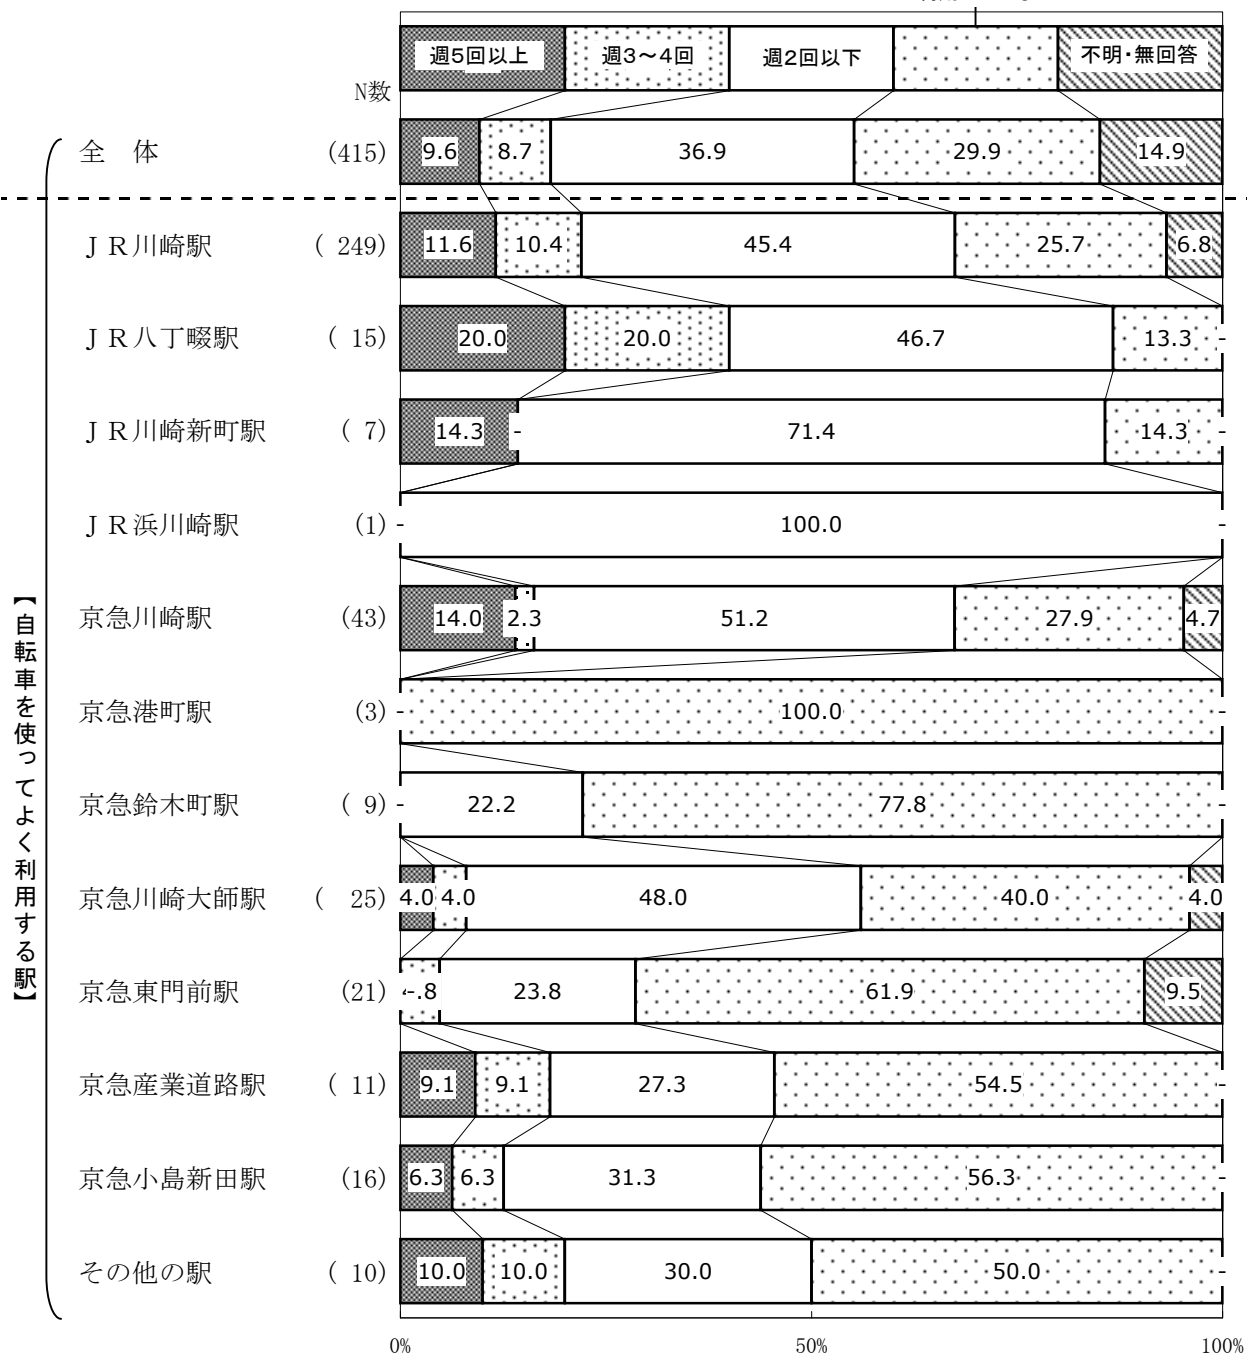 週5回以上 週3～4回 週2回以下 不明・無回答
N数
全　体 (415) 9.6 8.7 36.9 29.9 14.9
ＪＲ川崎駅 ( 249) 11.6 10.4 45.4 25.7 6.8
ＪＲ八丁畷駅 ( 15) 20.0 20.0 46.7 13.3 -
ＪＲ川崎新町駅 ( 7) 14.3 - 71.4 14.3 -
ＪＲ浜川崎駅 (1) - 100.0 -
京急川崎駅 (43) 14.0 2.3 51.2 27.9 4.7
京急港町駅 (3) - 100.0 -
京急鈴木町駅 ( 9) - 22.2 77.8 -
京急川崎大師駅 ( 25) 4.0 4.0 48.0 40.0 4.0
京急東門前駅 (21) - .8 23.8 61.9 9.5
京急産業道路駅 ( 11) 9.1 9.1 27.3 54.5 -
京急小島新田駅 (16) 6.3 6.3 31.3 56.3 -
その他の駅 ( 10) 10.0 10.0 30.0 50.0 -
【自転車を使ってよく利用する駅】
0% 50% 100%